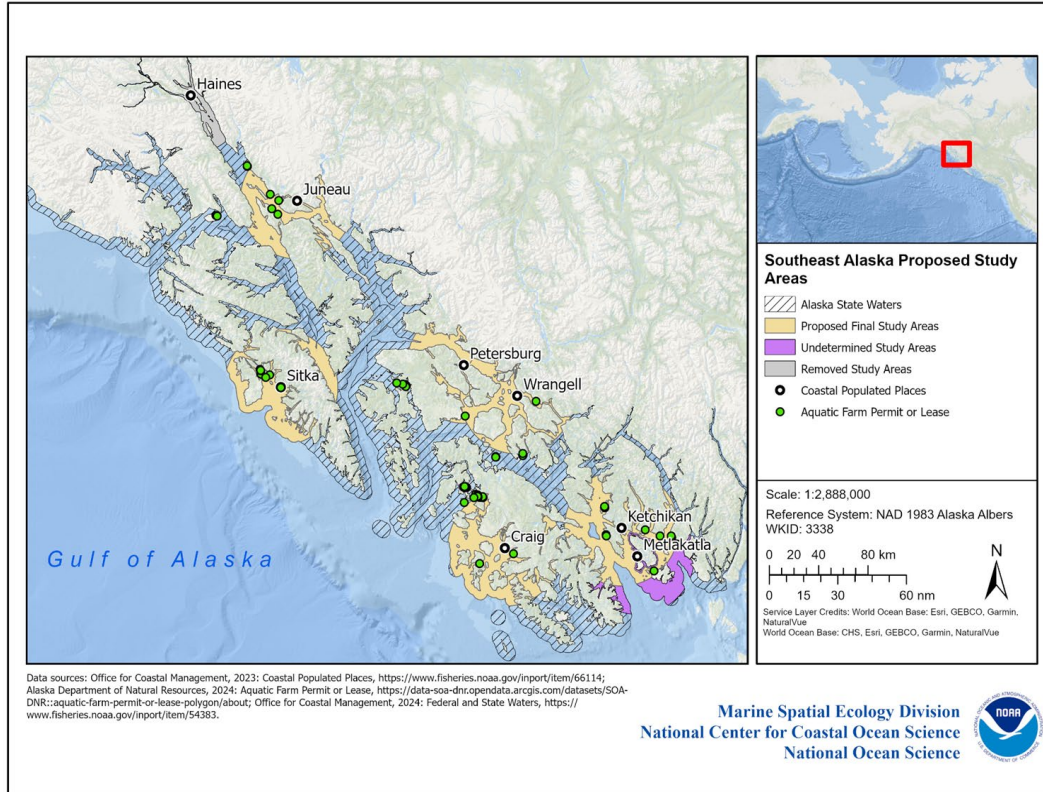 Haines
Juneau
Petersburg
Wrangell
Sitka
Ketchikan
Metlakatla
Craig
Gulf of Alaska
Southeast Alaska Proposed Study
Areas
Alaska State Waters
Proposed Final Study Areas
Undetermined Study Areas
Removed Study Areas
Coastal Populated Places
Aquatic Farm Permit or Lease
Scale: 1:2,888,000
Reference System: NAD 1983 Alaska Albers
WKID: 3338
0 20 40 80 km
0 15 30 60 nm
N
Service Layer Credits: World Ocean Base: Esri, GEBCO, Garmin,
NaturalVue
World Ocean Base: CHS, Esri, GEBCO, Garmin, NaturalVue
Data sources: Office for Coastal Management, 2023: Coastal Populated Places, https://www.fisheries.noaa.gov/inport/item/66114;
Alaska Department of Natural Resources, 2024: Aquatic Farm Permit or Lease, https://data-soa-dnr.opendata.arcgis.com/datasets/SOA-
DNR::aquatic-farm-permit-or-lease-polygon/about; Office for Coastal Management, 2024: Federal and State Waters, https://
www.fisheries.noaa.gov/inport/item/54383.
Marine Spatial Ecology Division
National Center for Coastal Ocean Science
National Ocean Science
NATIONAL OCEANIC AND ATMOSPHERIC ADMINISTRATION
NOAA
U.S. DEPARTMENT OF COMMERCE